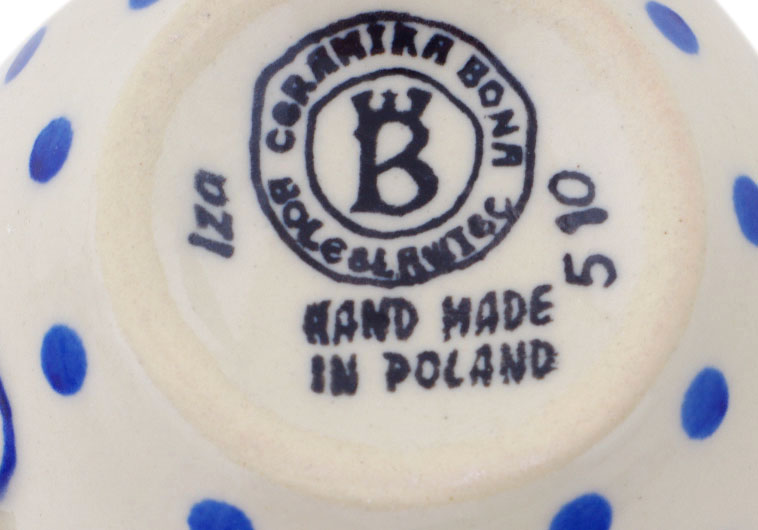 CERAMIKA BONA
B
BOLESŁAWIEC
Iza
510
HAND MADE
IN POLAND